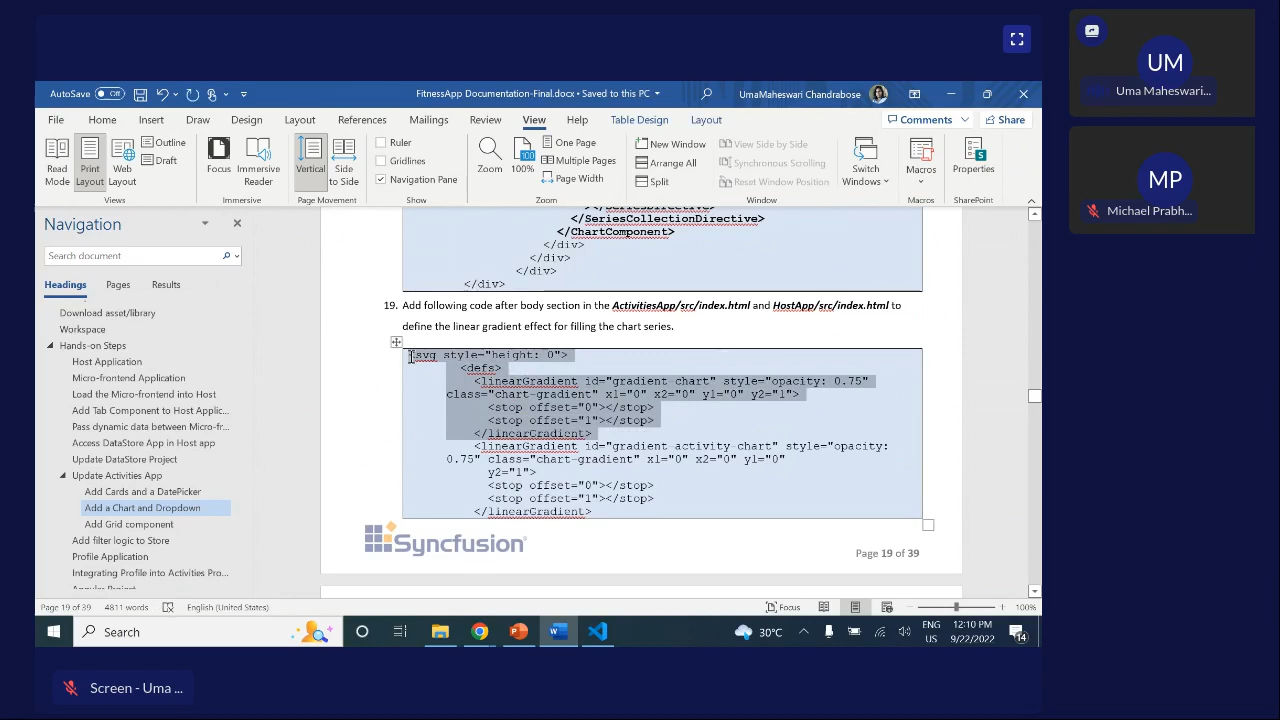 AutoSave Off
FitnessApp Documentation-Final.docx • Saved to this PC
UmaMaheswari Chandrabose
File Home Insert Draw Design Layout References Mailings Review View Help Table Design Layout
Comments Share
Read Mode
Print Layout
Web Layout
Outline
Draft
Views
Focus
Immersive Reader
Immersive
Vertical
Side to Side
Page Movement
Ruler
Gridlines
Navigation Pane
Show
Zoom
100
100%
One Page
Multiple Pages
Page Width
Zoom
New Window
Arrange All
Split
View Side by Side
Synchronous Scrolling
Reset Window Position
Window
Switch Windows
Macros
Macros
Properties
SharePoint
Navigation
Search document
Headings Pages Results
Download asset/library
Workspace
Hands-on Steps
Host Application
Micro-frontend Application
Load the Micro-frontend into Host
Add Tab Component to Host Applic...
Pass dynamic data between Micro-fr...
Access DataStore App in Host app
Update DataStore App
Update Activities App
Add Cards and a DatePicker
Add a Chart and Dropdown
Add Grid component
Add filter logic to Store
Profile Application
Integrating Profile into Activities Pro...
Angular Project
</SeriesDirective>
</SeriesCollectionDirective>
</ChartComponent>
</div>
</div>
</div>
</div>
19. Add following code after body section in the ActivitiesApp/src/index.html and HostApp/src/index.html to
define the linear gradient effect for filling the chart series.
<svg style="height: 0">
<defs>
<linearGradient id="gradient-chart" style="opacity: 0.75"
class="chart-gradient" x1="0" x2="0" y1="0" y2="1">
<stop offset="0"></stop>
<stop offset="1"></stop>
</linearGradient>
<linearGradient id="gradient-activity-chart" style="opacity:
0.75" class="chart-gradient" x1="0" x2="0" y1="0"
y2="1">
<stop offset="0"></stop>
<stop offset="1"></stop>
</linearGradient>
Syncfusion
Page 19 of 39
Page 19 of 39 4811 words English (United States)
Focus 100%
Search
30°C
ENG
US
12:10 PM
9/22/2022
14
UM
Uma Maheswari...
MP
Michael Prabh...
Screen - Uma ...